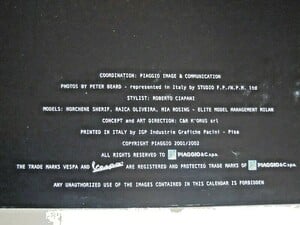 COORDINATION: PIAGGIO IMAGE & COMMUNICATION
PHOTOS BY PETER BEARD - represented in Italy by STUDIO F.P./W.P.M. ltd
STYLIST: ROBERTO CIAPANI
MODELS: NORCHENE SHERIF, RAICA OLIVEIRA, MIA ROSING - ELITE MODEL MANAGEMENT MILAN
CONCEPT and ART DIRECTION: C&R K'ORUS srl
PRINTED IN ITALY by IGP Industrie Grafiche Pacini - Pisa
COPYRIGHT PIAGGIO 2001/2002
ALL RIGHTS RESERVED TO PIAGGIO&C.spa.
THE TRADE MARKS VESPA AND Vespa ARE REGISTERED AND PROTECTED TRADE MARKS OF PIAGGIO&C.spa.
ANY UNAUTHORIZED USE OF THE IMAGES CONTAINED IN THIS CALENDAR IS FORBIDDEN